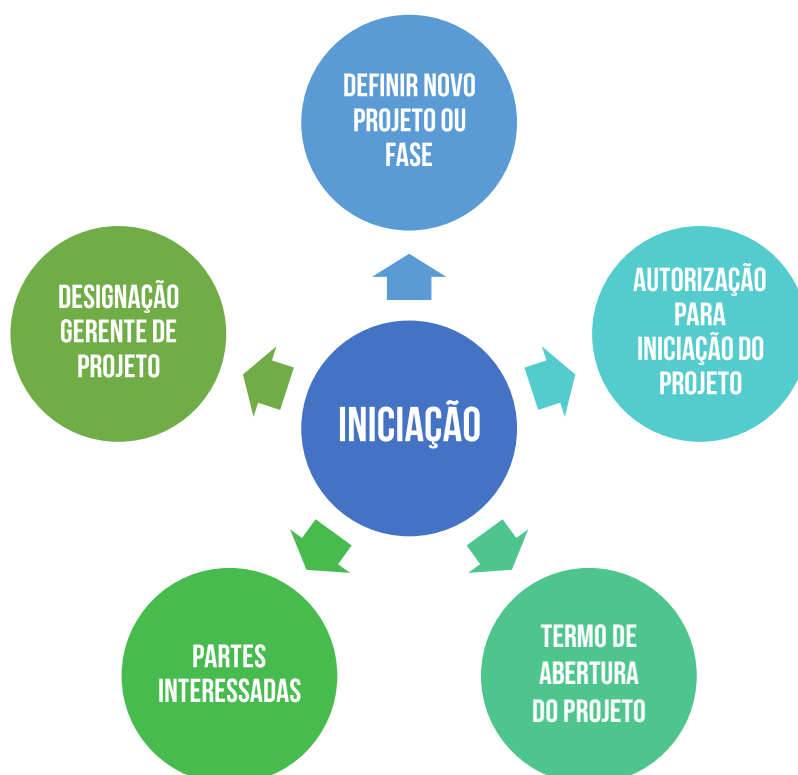 DEFINIR NOVO
PROJETO OU
FASE
AUTORIZAÇÃO
PARA
INICIAÇÃO DO
PROJETO
TERMO DE
ABERTURA
DO PROJETO
PARTES
INTERESSADAS
DESIGNAÇÃO
GERENTE DE
PROJETO
INICIAÇÃO